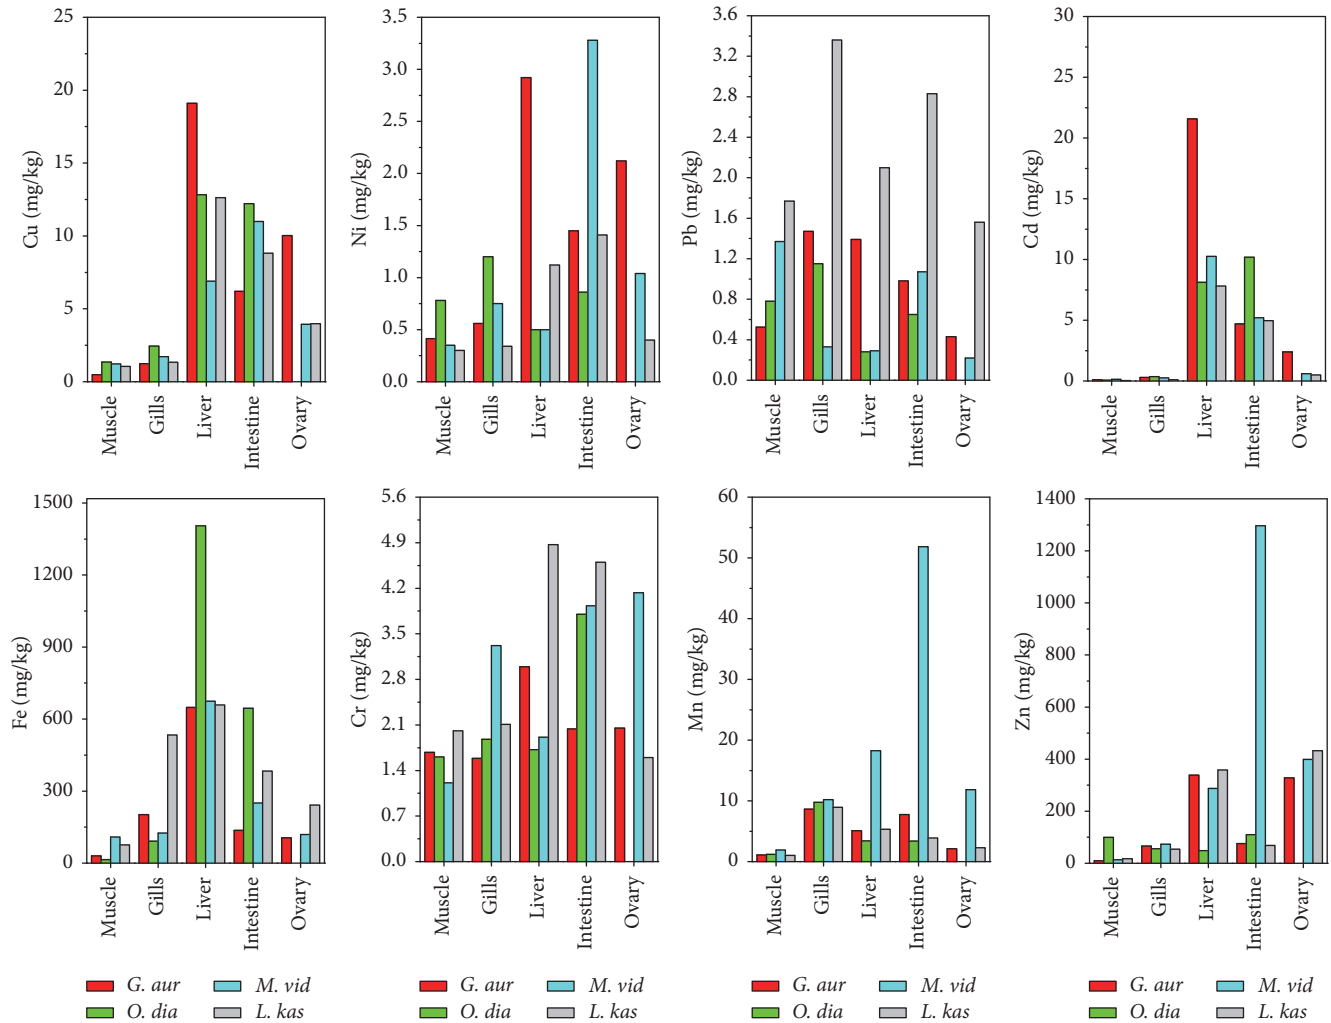 25
20
15
10
5
0
Cu (mg/kg)
Muscle
Gills
Liver
Intestine
Ovary
3.5
3.0
2.5
2.0
1.5
1.0
0.5
0.0
Ni (mg/kg)
Muscle
Gills
Liver
Intestine
Ovary
3.6
3.2
2.8
2.4
2.0
1.6
1.2
0.8
0.4
0.0
Pb (mg/kg)
Muscle
Gills
Liver
Intestine
Ovary
30
25
20
15
10
5
0
Cd (mg/kg)
Muscle
Gills
Liver
Intestine
Ovary
1500
1200
900
600
300
0
Fe (mg/kg)
Muscle
Gills
Liver
Intestine
Ovary
5.6
4.9
4.2
3.5
2.8
2.1
1.4
0.7
0.0
Cr (mg/kg)
Muscle
Gills
Liver
Intestine
Ovary
60
50
40
30
20
10
0
Mn (mg/kg)
Muscle
Gills
Liver
Intestine
Ovary
1400
1200
1000
800
600
400
200
0
Zn (mg/kg)
Muscle
Gills
Liver
Intestine
Ovary
G. aur M. vid
O. dia L. kas
G. aur M. vid
O. dia L. kas
G. aur M. vid
O. dia L. kas
G. aur M. vid
O. dia L. kas